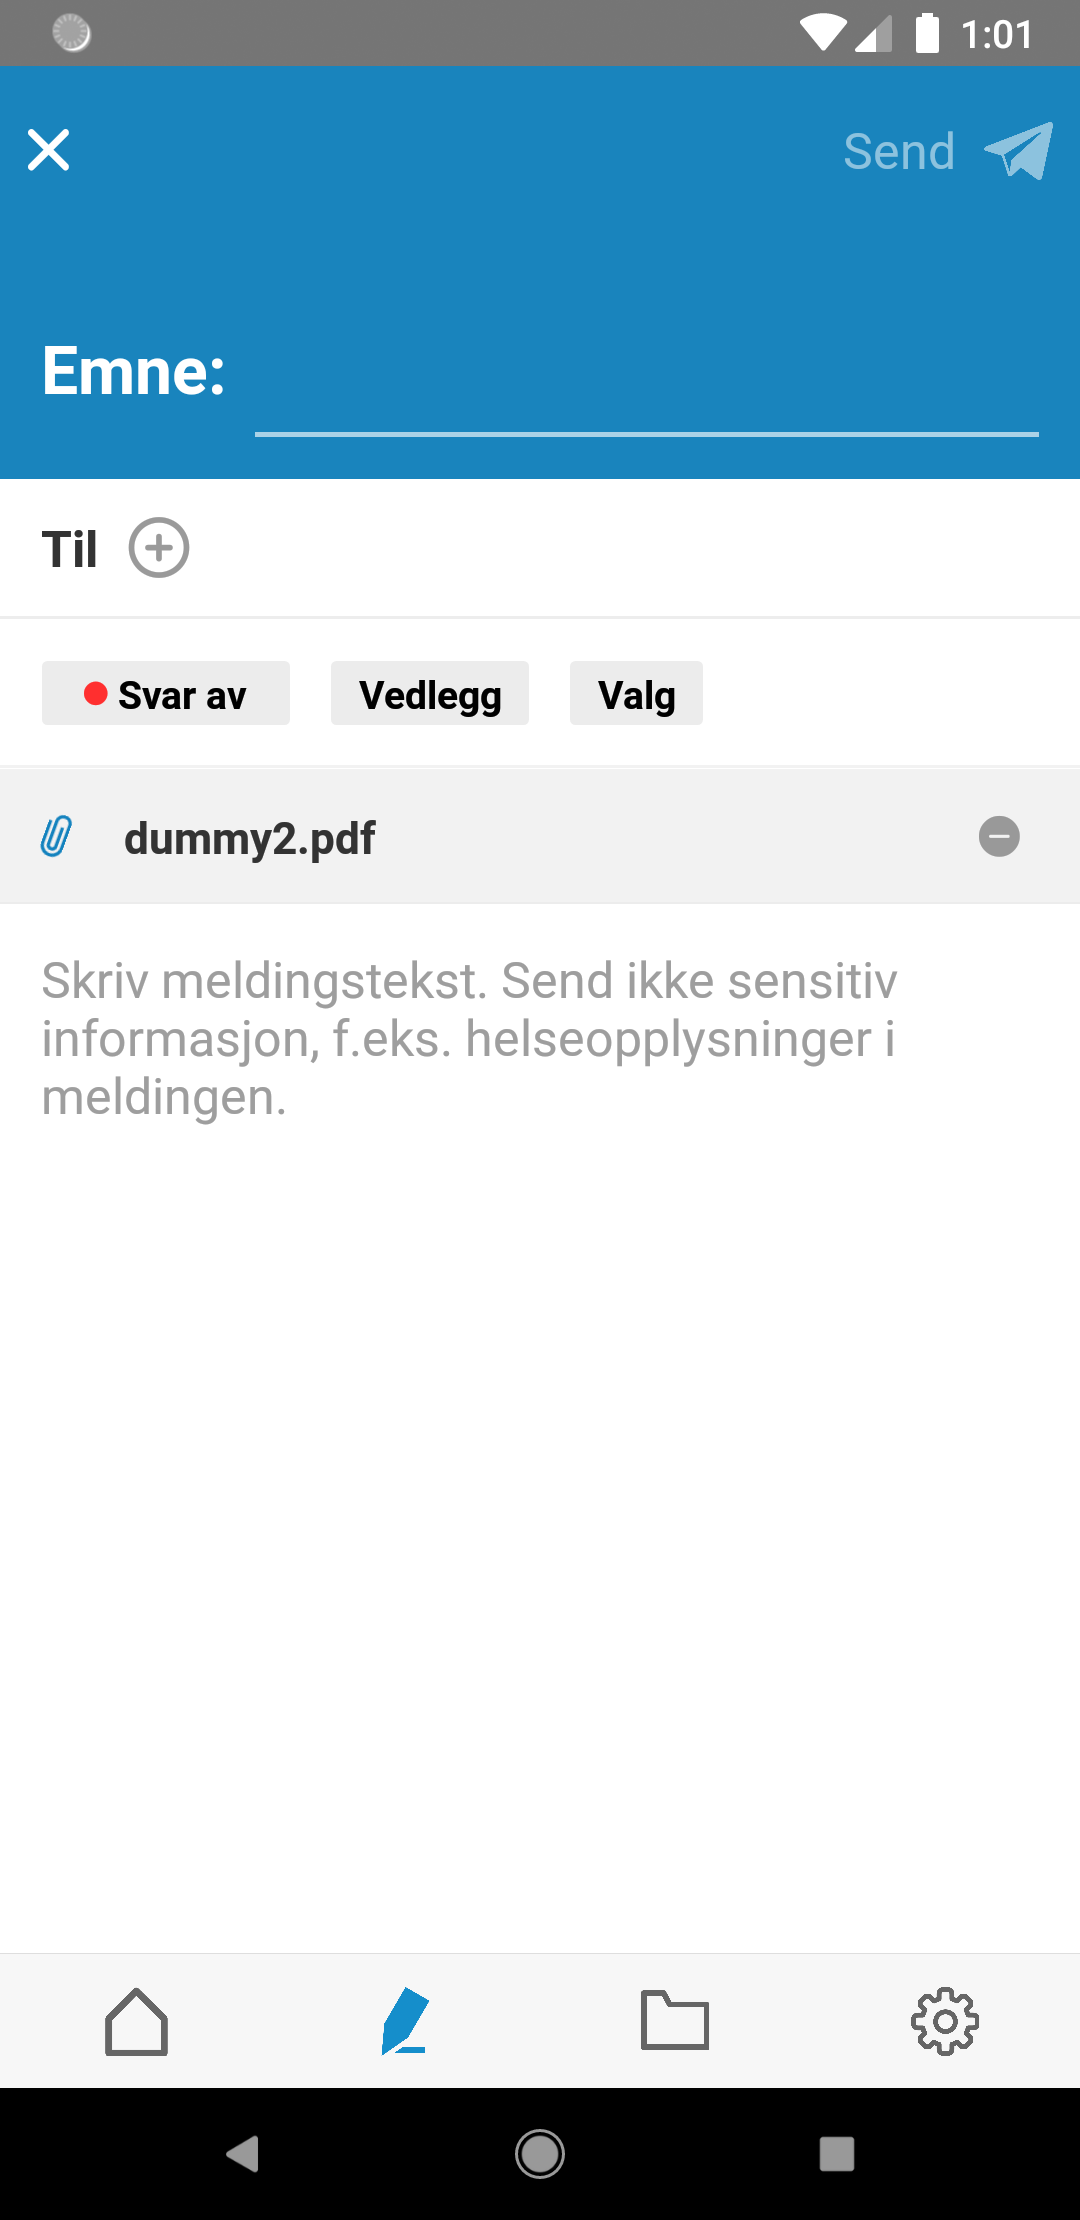 1:01
Send
Emne:
Til
Svar av
Vedlegg
Valg
dummy2.pdf
Skriv meldingstekst. Send ikke sensitiv
informasjon, f.eks. helseopplysninger i
meldingen.